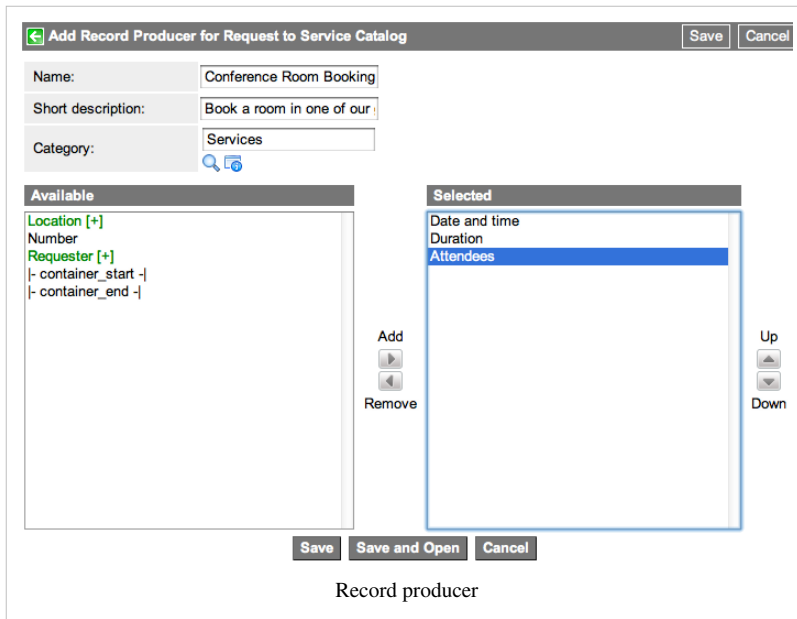 Add Record Producer for Request to Service Catalog Save Cancel
Name: Conference Room Booking
Short description: Book a room in one of our
Category: Services
Available Selected
Location [+] Date and time
Number Duration
Requester [+] Attendees
|- container_start -|
|- container_end -|
Add Up
Remove Down
Save Save and Open Cancel
Record producer